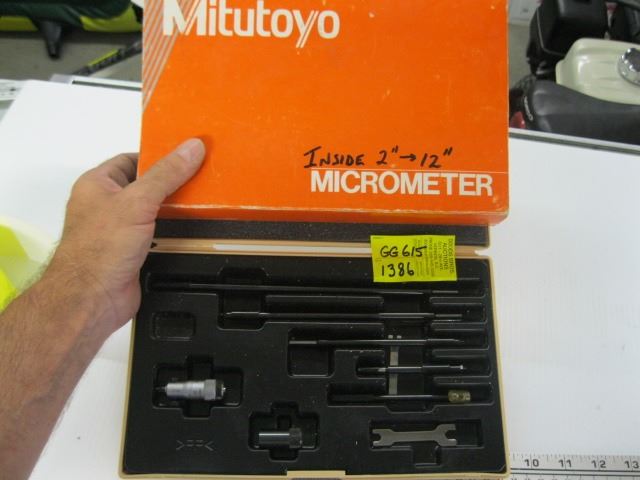 Mitutoyo
INSIDE 2" → 12"
MICROMETER
GG615
1386
10 11 12 13